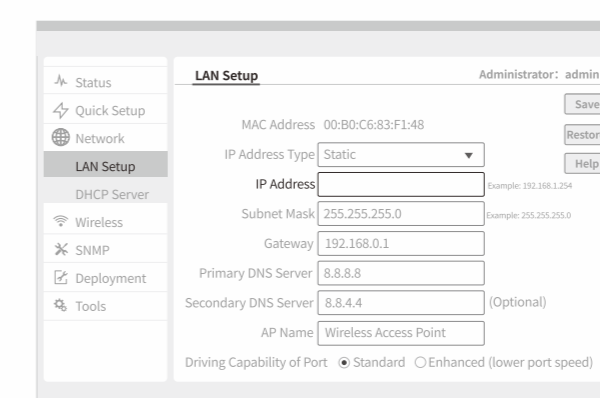 LAN Setup
Administrator: admin
Status
Quick Setup
Network
LAN Setup
DHCP Server
Wireless
SNMP
Deployment
Tools
Save
Restor
Help
MAC Address 00:B0:C6:83:F1:48
IP Address Type Static
IP Address Example: 192.168.1.254
Subnet Mask 255.255.255.0 Example: 255.255.255.0
Gateway 192.168.0.1
Primary DNS Server 8.8.8.8
Secondary DNS Server 8.8.4.4 (Optional)
AP Name Wireless Access Point
Driving Capability of Port Standard Enhanced (lower port speed)